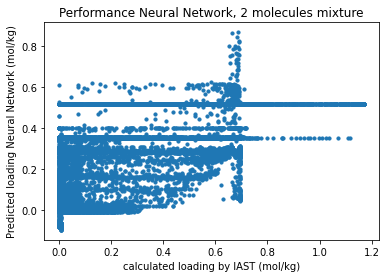 Performance Neural Network, 2 molecules mixture
Predicted loading Neural Network (mol/kg)
0.8
0.6
0.4
0.2
0.0
0.0 0.2 0.4 0.6 0.8 1.0 1.2
calculated loading by IAST (mol/kg)